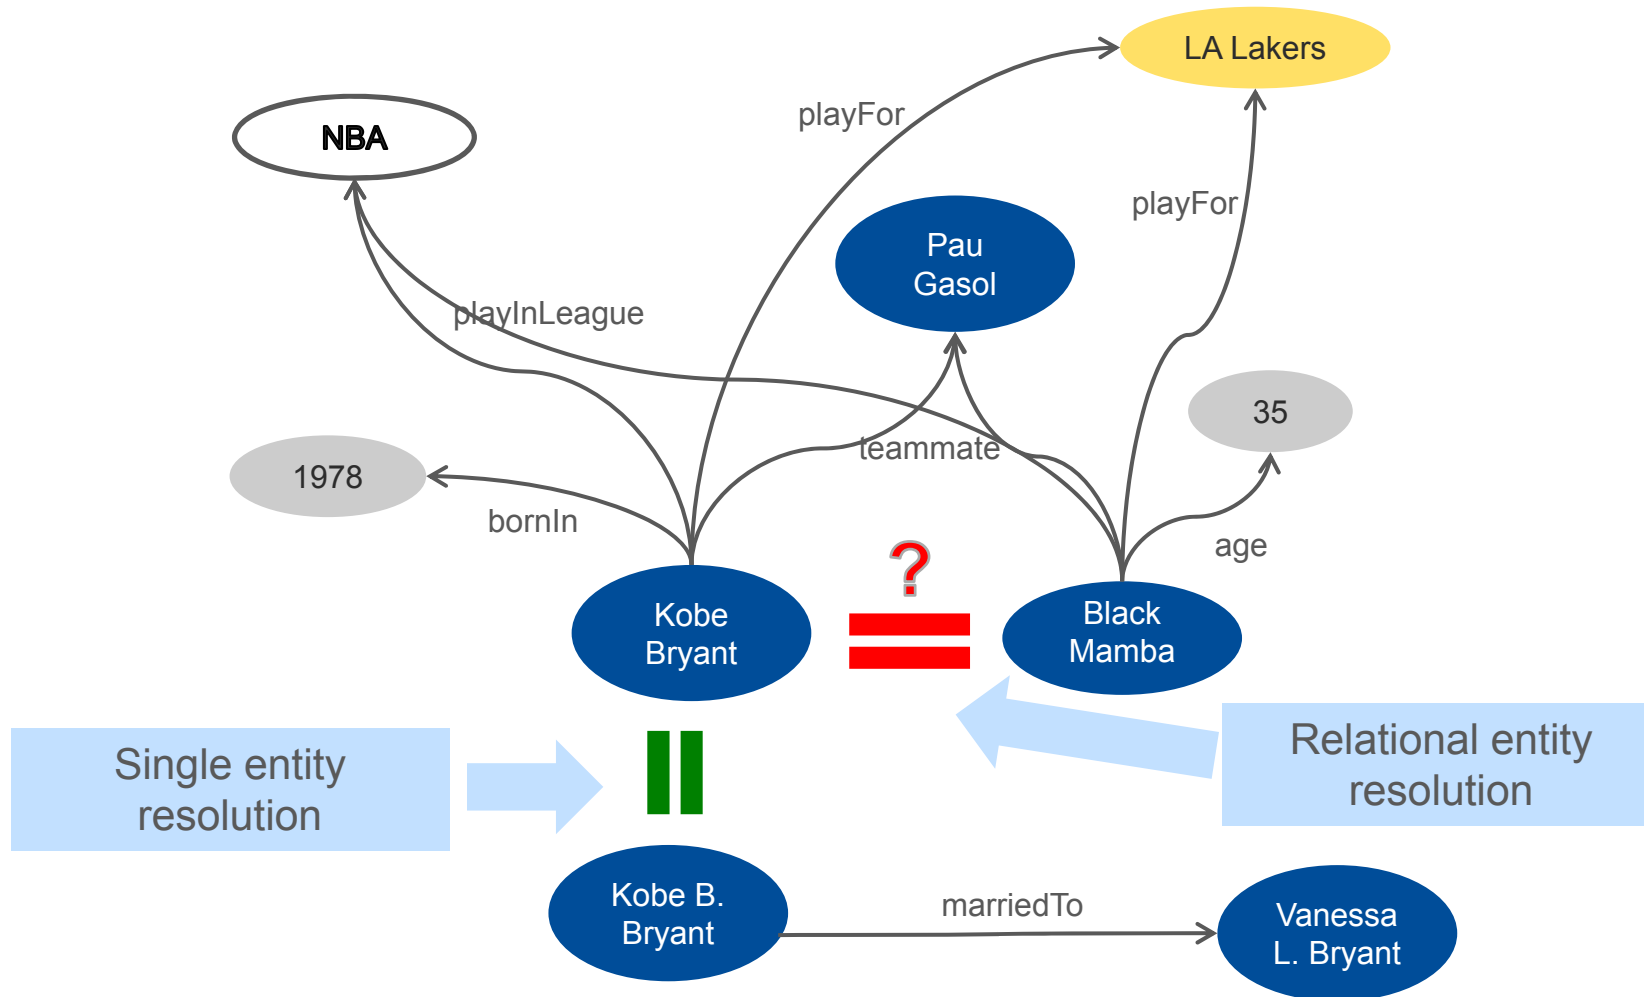 LA Lakers
playFor
NBA
playFor
Pau
Gasol
playInLeague
35
teammate
1978
bornIn
age
?
Kobe
Bryant
Black
Mamba
Single entity
resolution
Relational entity
resolution
Kobe B.
Bryant
marriedTo
Vanessa
L. Bryant